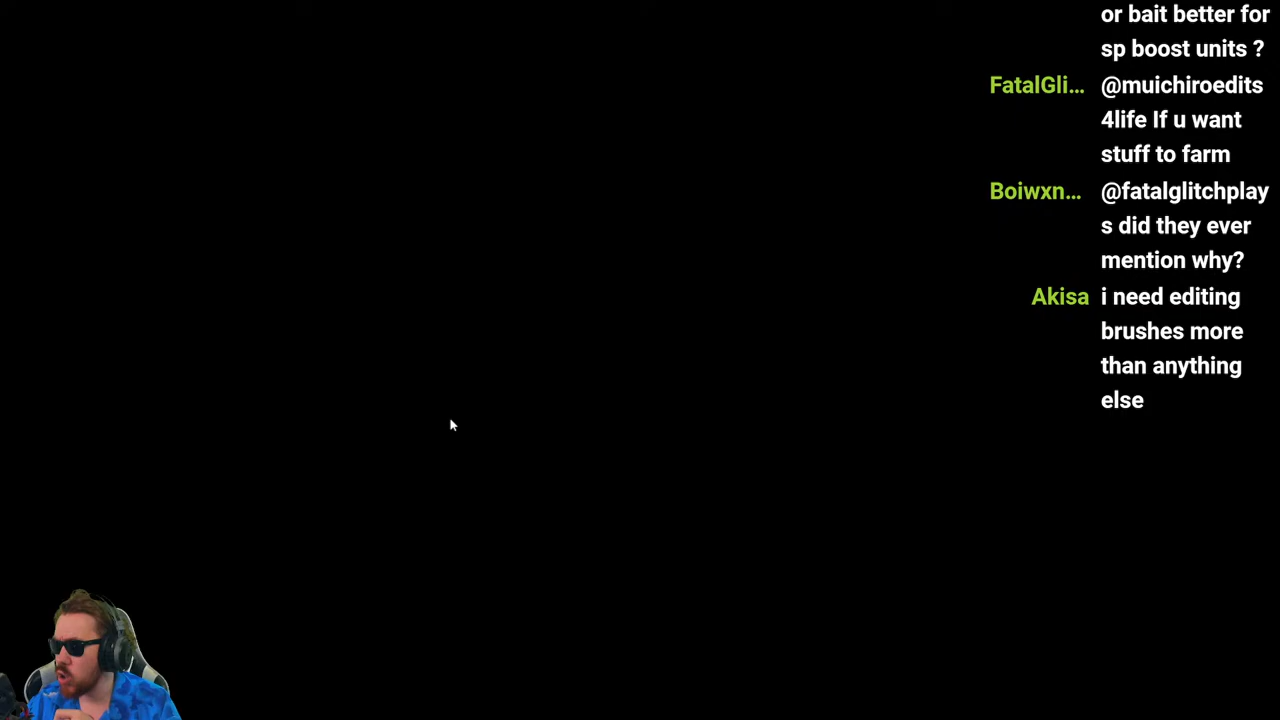 or bait better for
sp boost units ?
FatalGli... @muichiroedits
4life If u want
stuff to farm
Boiwxn... @fatalglitchplay
s did they ever
mention why?
Akisa i need editing
brushes more
than anything
else